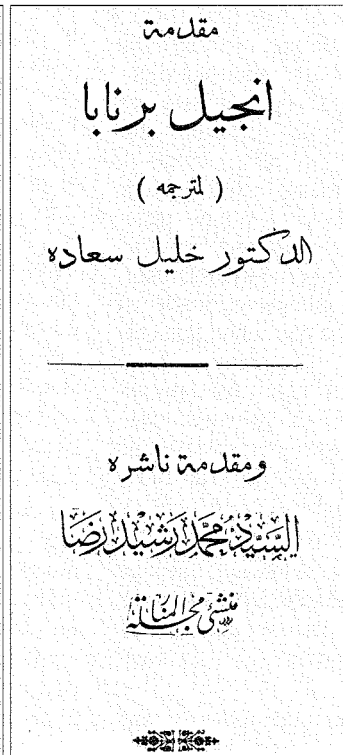 مقدمة
انجيل برنابا
( لمترجمه )
الدكتور خليل سعاده
ومقدمة ناشره
السيد محمد رشيد رضا
منشئ مجلة المنار